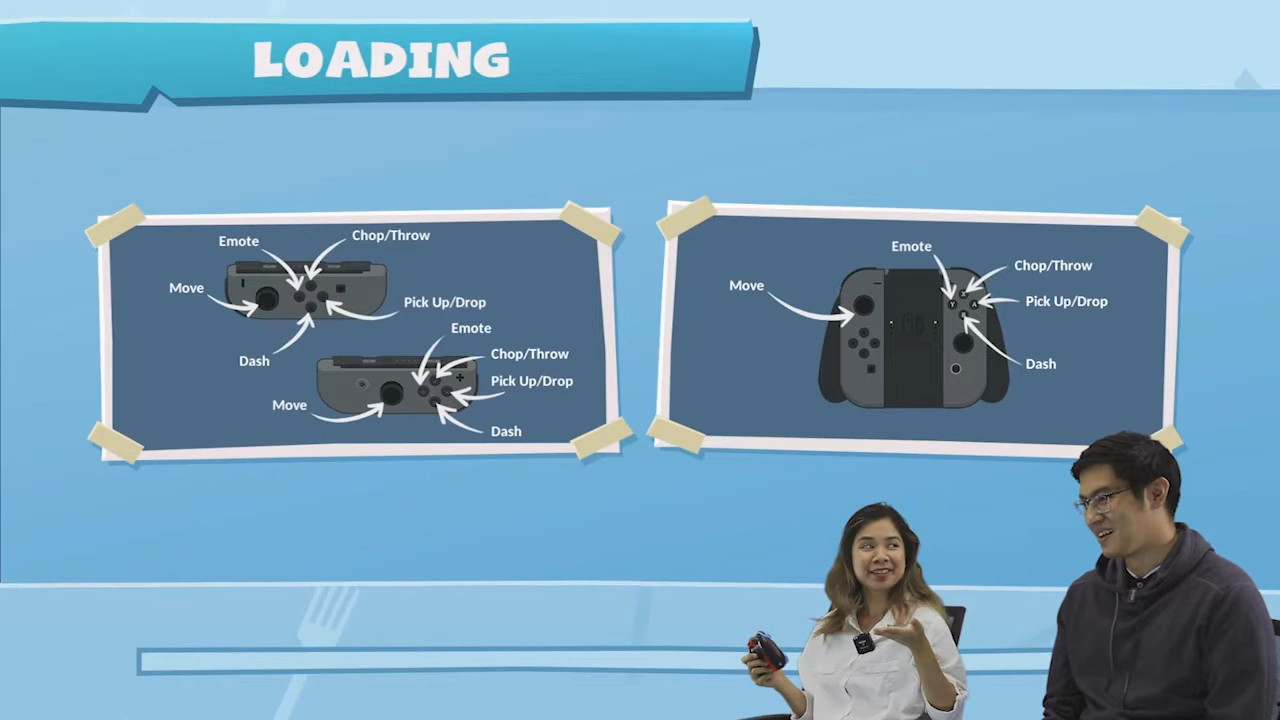 LOADING
Emote
Chop/Throw
Move
Pick Up/Drop
Dash
Emote
Chop/Throw
Pick Up/Drop
Move
Dash
Emote
Chop/Throw
Move
Pick Up/Drop
Dash
Y
X
A